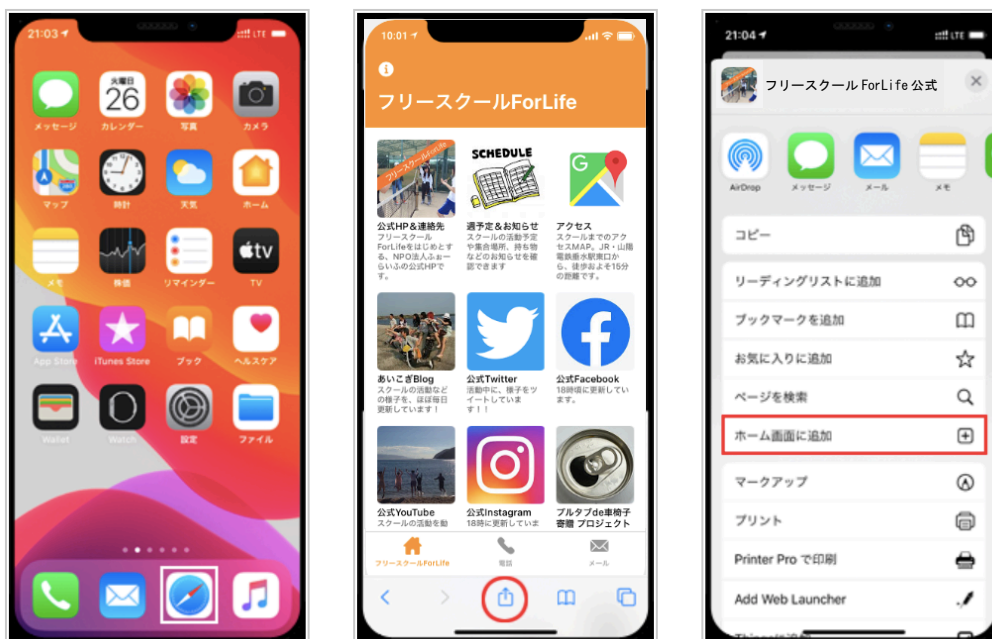 21:03
LTE
火曜日
26
メッセージ
カレンダー
写真
カメラ
マップ
時計
天気
ホーム
メモ
株価
リマインダー
tv
TV
App Store
iTunes Store
ブック
ヘルスケア
Wallet
Watch
設定
ファイル
10:01
フリースクールForLife
フリースクールForLife
SCHEDULE
G
公式HP＆連絡先
フリースクール
ForLifeをはじめとす
る、NPO法人ふぉー
らいふの公式HPで
す。
週予定＆お知らせ
スクールの活動予定
や集合場所、持ち物
などのお知らせを確
認できます
アクセス
スクールまでのアク
セスMAP。JR・山陽
電鉄垂水駅東口か
ら、徒歩およそ15分
の距離です。
あいこぎBlog
スクールの活動など
の様子を、ほぼ毎日
更新しています！
公式Twitter
活動中に、様子をツ
イートしていま
す！！
公式Facebook
18時頃に更新してい
ます。
公式YouTube
スクールの活動を動
公式Instagram
18時に更新していま
プルタブde車椅子
寄贈 プロジェクト
フリースクールForLife
電話
メール
21:04
LTE
フリースクール ForLife 公式
AirDrop
メッセージ
メール
メモ
コピー
リーディングリストに追加
ブックマークを追加
お気に入りに追加
ページを検索
ホーム画面に追加
マークアップ
プリント
Printer Pro で印刷
Add Web Launcher